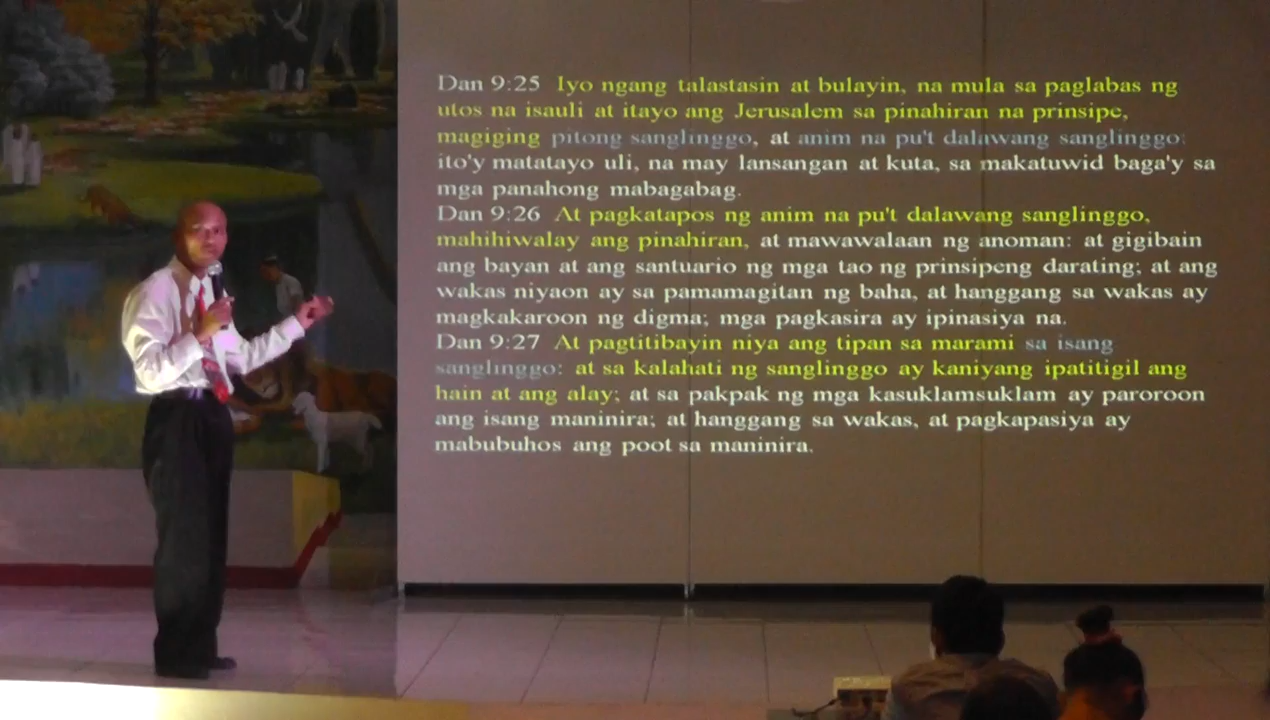 Dan 9:25 Iyo ngang talastasin at bulayin, na mula sa paglabas ng
utos na isauli at itayo ang Jerusalem sa pinahiran na prinsipe,
magiging pitong sanglinggo, at anim na pu't dalawang sanglinggo:
ito'y matatayo uli, na may lansangan at kuta, sa makatuwid baga'y sa
mga panahong mabagabag.
Dan 9:26 At pagkatapos ng anim na pu't dalawang sanglinggo,
mahihiwalay ang pinahiran, at mawawalaan ng anoman: at gigibain
ang bayan at ang santuario ng mga tao ng prinsipeng darating; at ang
wakas niyaon ay sa pamamagitan ng baha, at hanggang sa wakas ay
magkakaroon ng digma; mga pagkasira ay ipinasiya na.
Dan 9:27 At pagtitibayin niya ang tipan sa marami sa isang
sanglinggo: at sa kalahati ng sanglinggo ay kaniyang ipatitigil ang
hain at ang alay; at sa pakpak ng mga kasuklamsuklam ay paroroon
ang isang maninira; at hanggang sa wakas, at pagkapasiya ay
mabubuhos ang poot sa maninira.